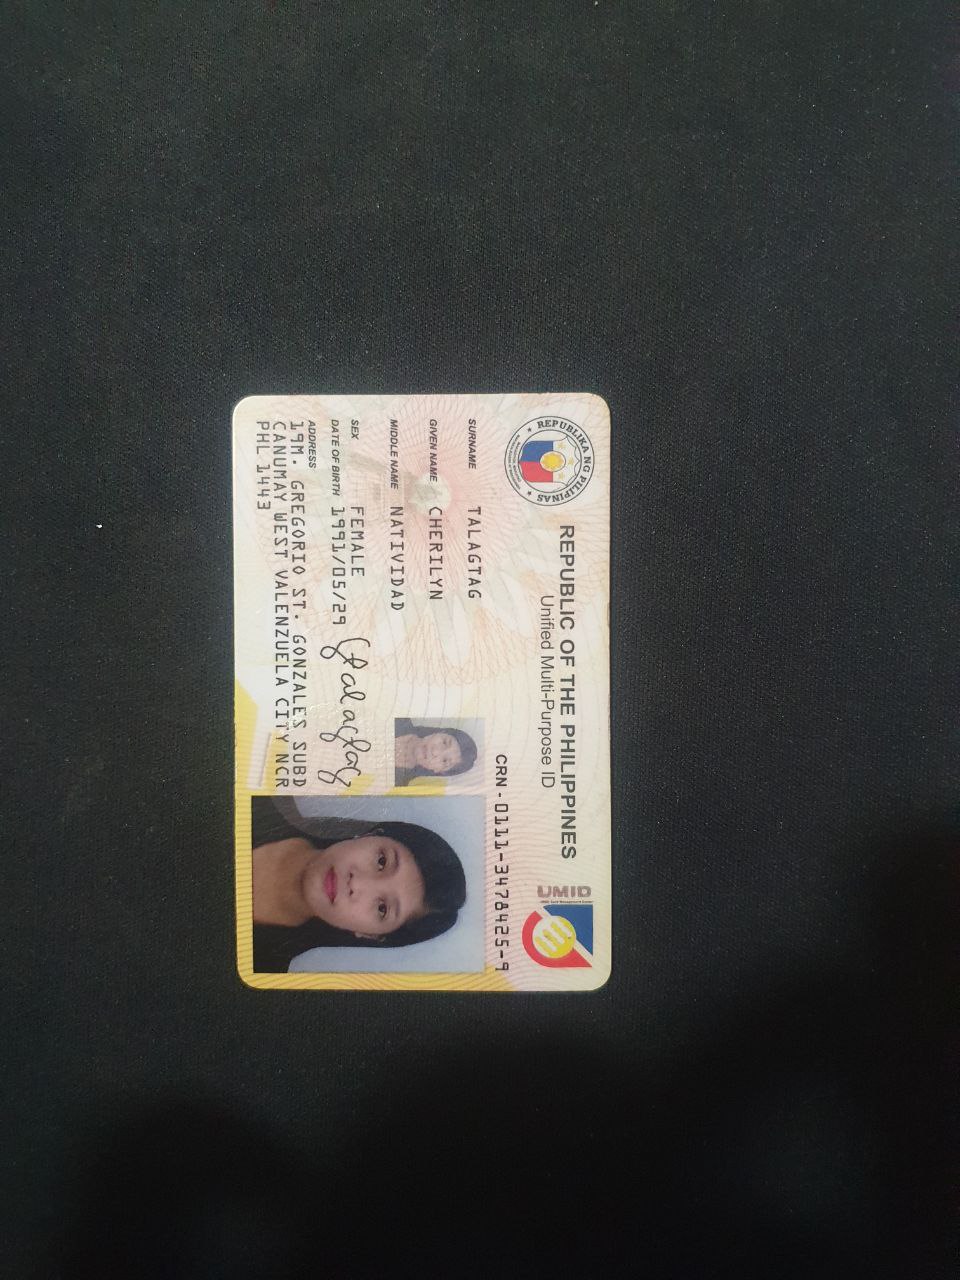 REPUBLIKA NG PILIPINAS
REPUBLIC OF THE PHILIPPINES
Unified Multi-Purpose ID
UMID
CRN-0111-3478425-9
SURNAME TALAGTAG
GIVEN NAME CHERILYN
MIDDLE NAME NATIVIDAD
SEX FEMALE
DATE OF BIRTH 1991/05/29
ADDRESS
19M. GREGORIO ST. GONZALES SUBD
CANUMAY WEST VALENZUELA CITY NCR
PHL 1443